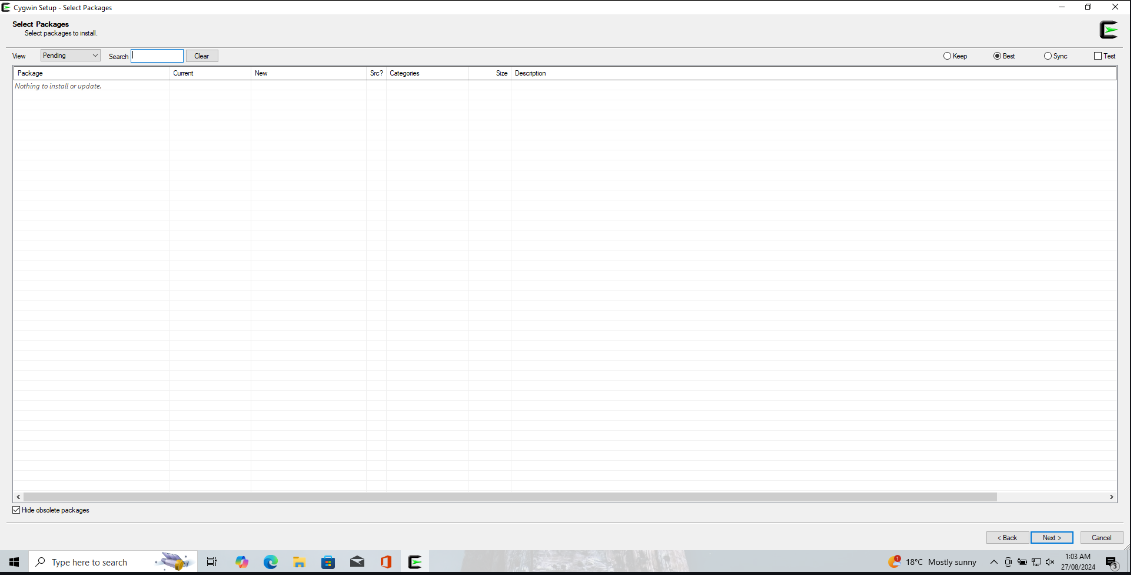 Cygwin Setup - Select Packages
Select Packages
Select packages to install.
View Pending Search Clear Keep Best Sync Test
Package Current New Src? Categories Size Description
Nothing to install or update.
Hide obsolete packages
< Back Next > Cancel
Type here to search 18°C Mostly sunny 1:03 AM
27/08/2024